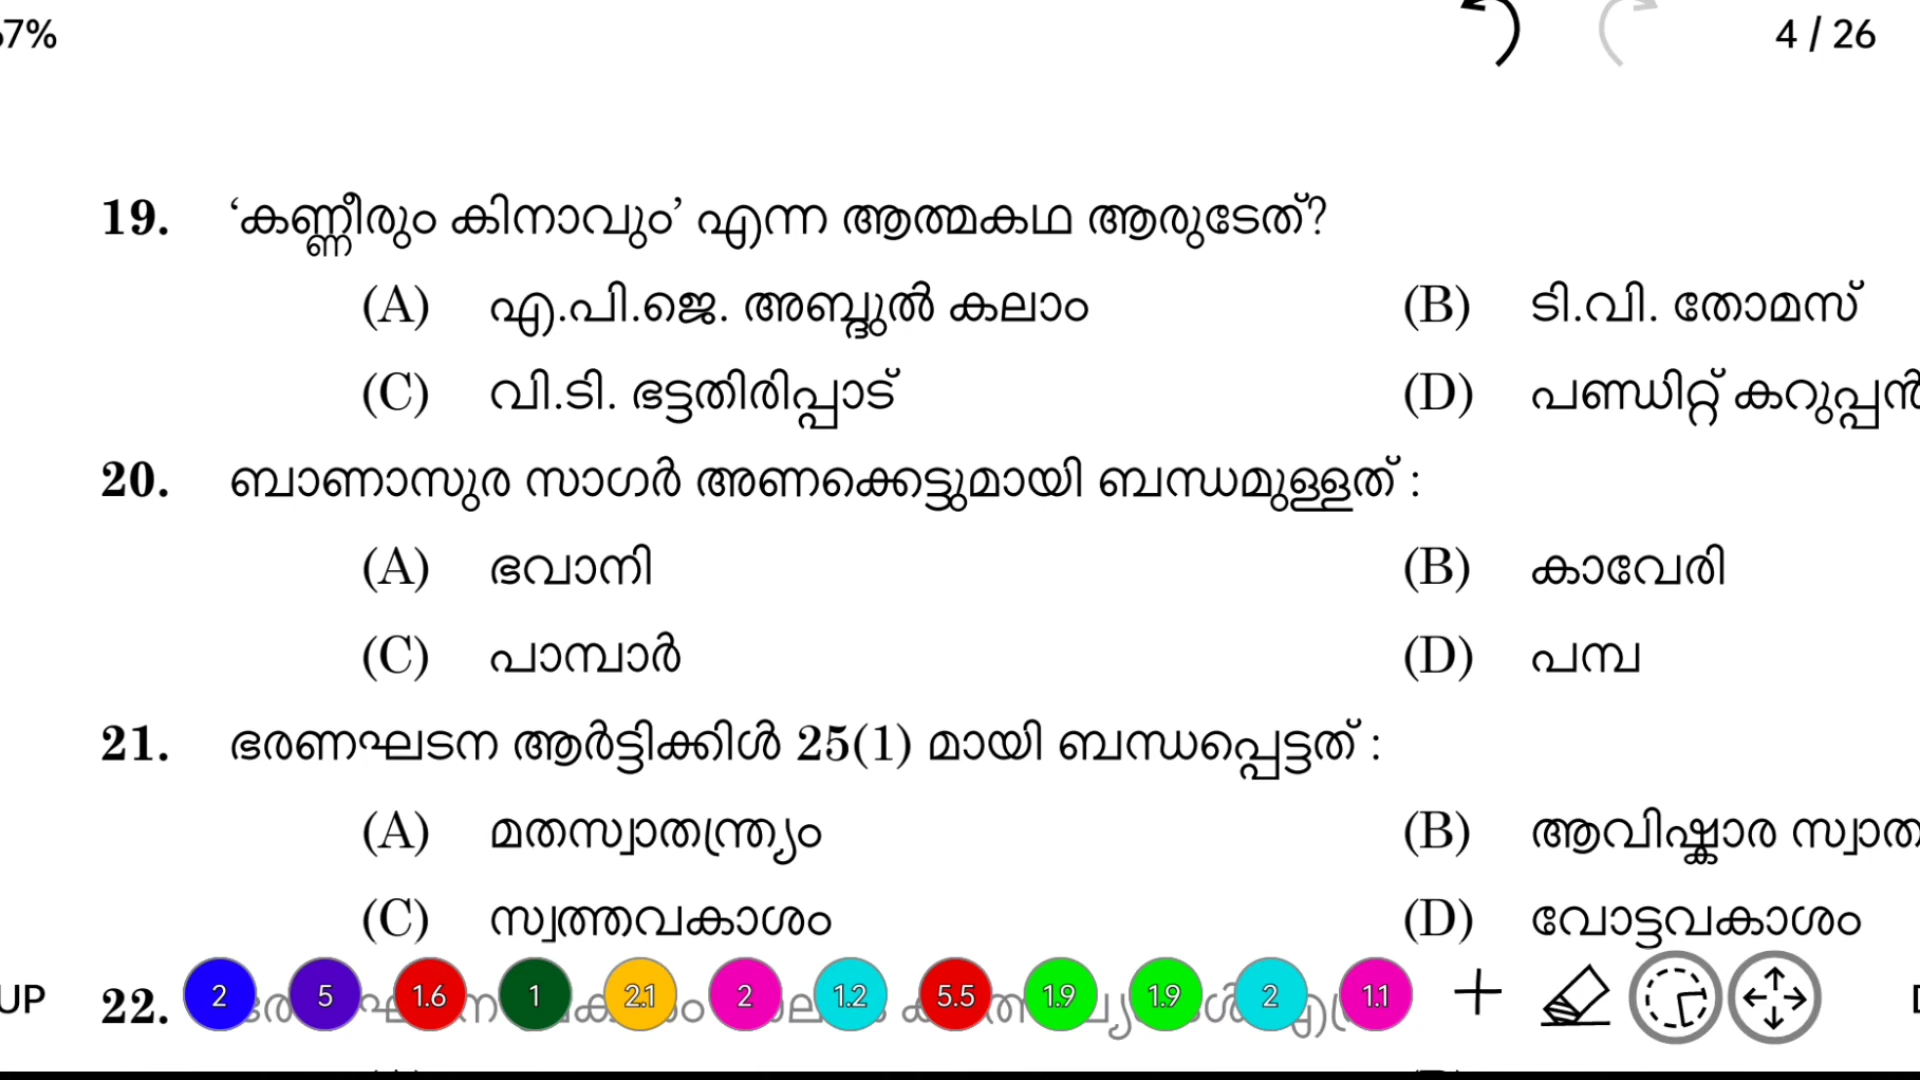 67%
4 / 26
19. ‘കണ്ണീരും കിനാവും’ എന്ന ആത്മകഥ ആരുടേത്?
(A) എ.പി.ജെ. അബ്ദുൽ കലാം (B) ടി.വി. തോമസ്
(C) വി.ടി. ഭട്ടതിരിപ്പാട് (D) പണ്ഡിറ്റ് കറുപ്പൻ
20. ബാണാസുര സാഗർ അണക്കെട്ടുമായി ബന്ധമുള്ളത് :
(A) ഭവാനി (B) കാവേരി
(C) പാമ്പാർ (D) പമ്പ
21. ഭരണഘടന ആർട്ടിക്കിൾ 25(1) മായി ബന്ധപ്പെട്ടത് :
(A) മതസ്വാതന്ത്ര്യം (B) ആവിഷ്കാര
(C) സ്വത്തവകാശം (D) വോട്ടവകാശം
UP 22. 2 5 1.6 1 2.1 2 1.2 5.5 1.9 1.9 2 1.1